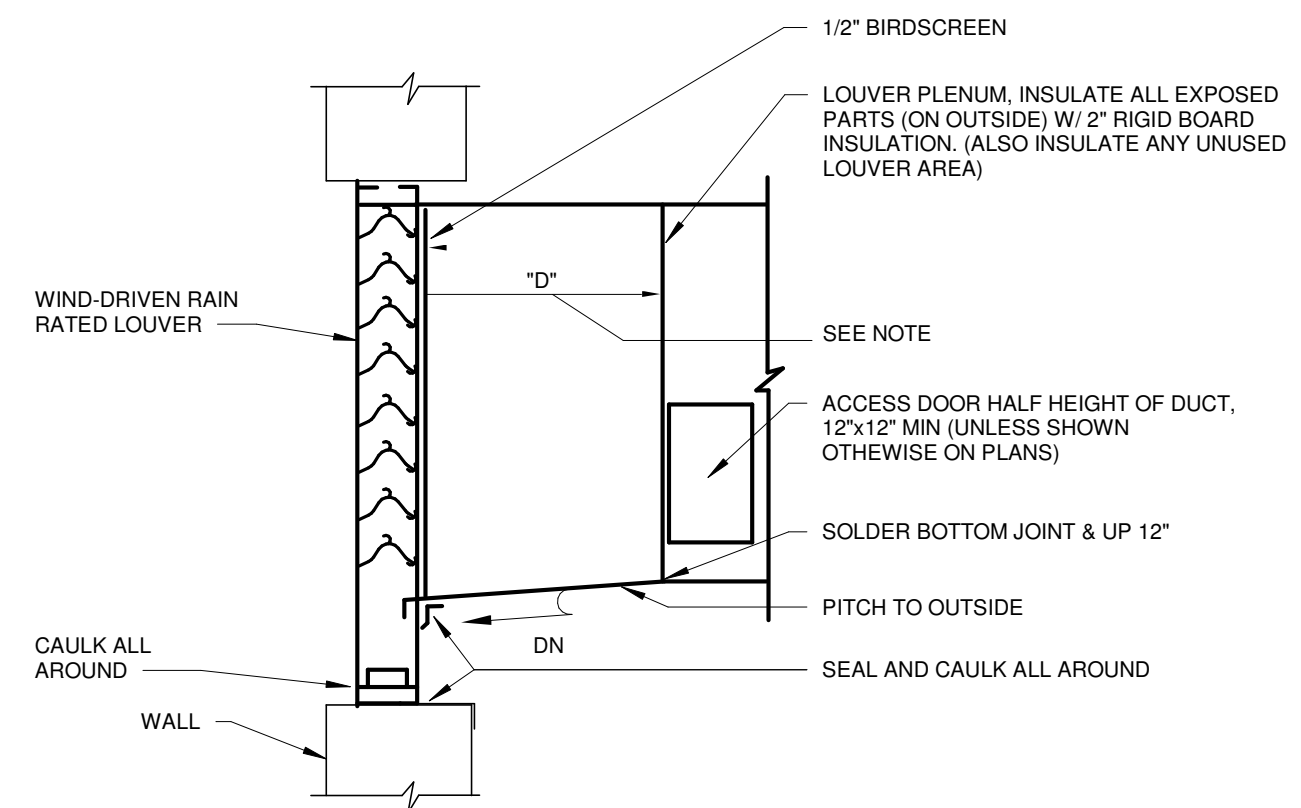 1/2" BIRDSCREEN
LOUVER PLENUM, INSULATE ALL EXPOSED
PARTS (ON OUTSIDE) W/ 2" RIGID BOARD
INSULATION. (ALSO INSULATE ANY UNUSED
LOUVER AREA)
"D"
WIND-DRIVEN RAIN
RATED LOUVER
SEE NOTE
ACCESS DOOR HALF HEIGHT OF DUCT,
12"x12" MIN (UNLESS SHOWN
OTHEWISE ON PLANS)
SOLDER BOTTOM JOINT & UP 12"
PITCH TO OUTSIDE
DN
CAULK ALL
AROUND
SEAL AND CAULK ALL AROUND
WALL